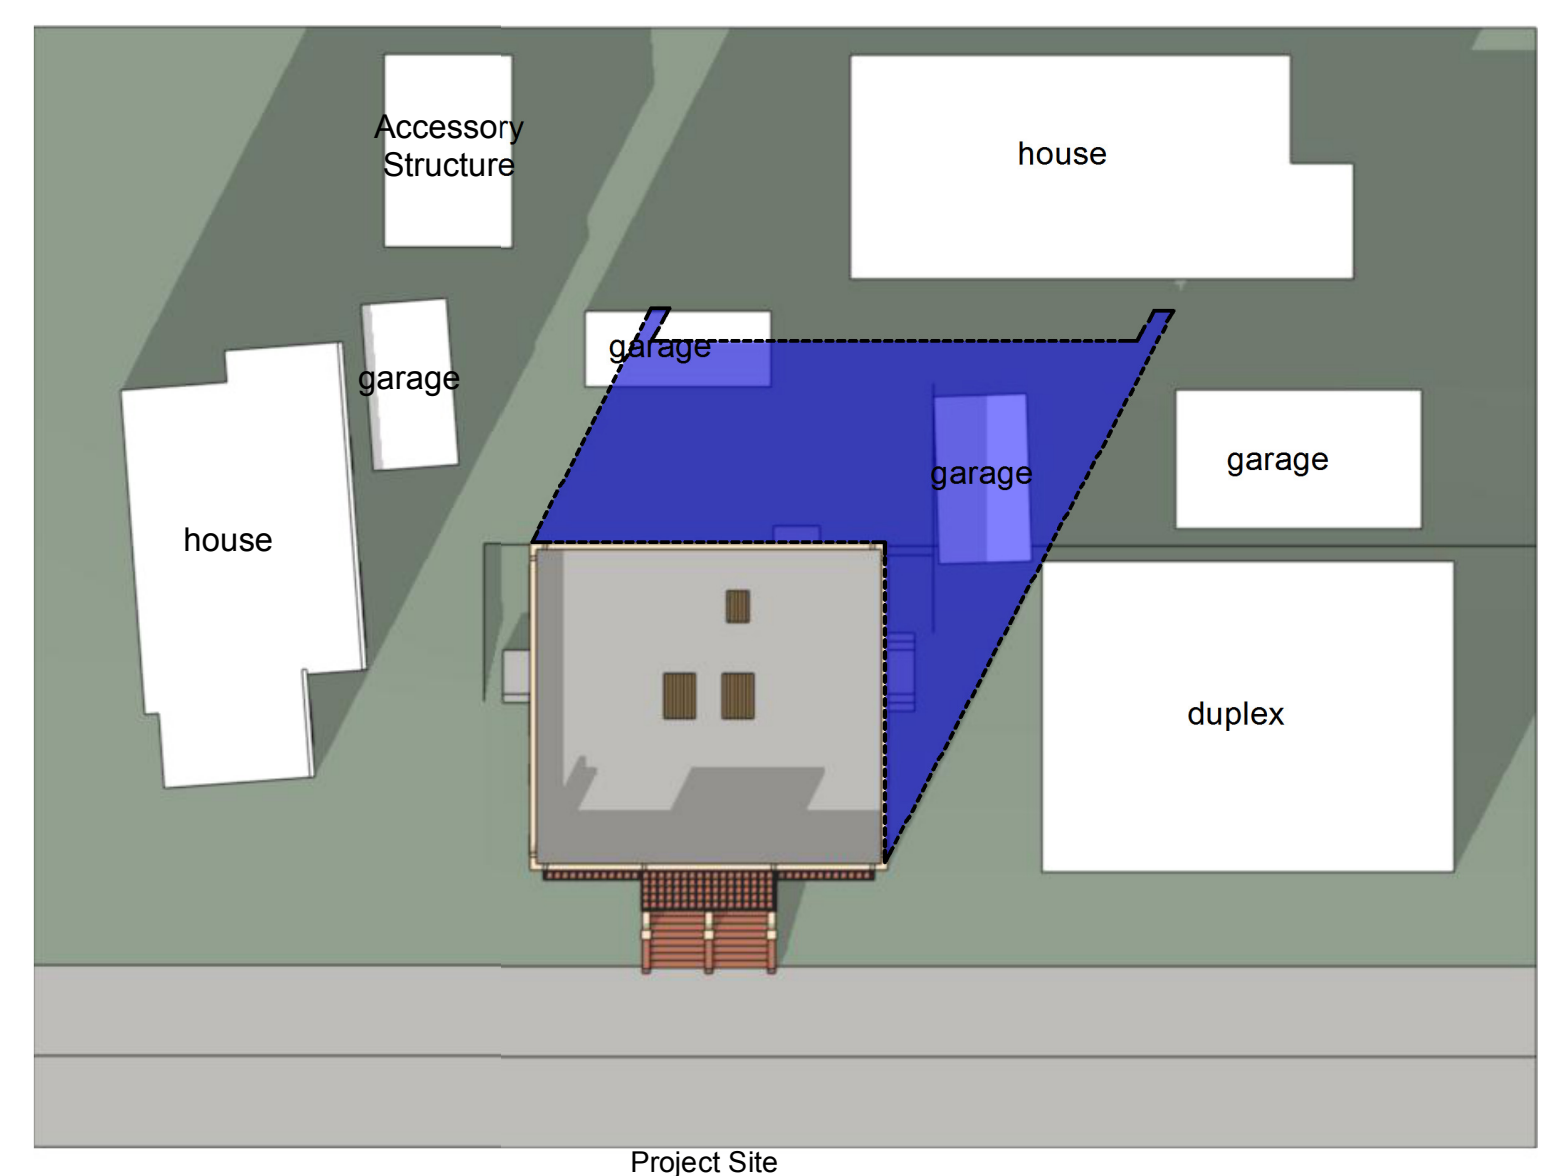 Accessory
Structure
house
garage
garage
garage
garage
house
duplex
Project Site